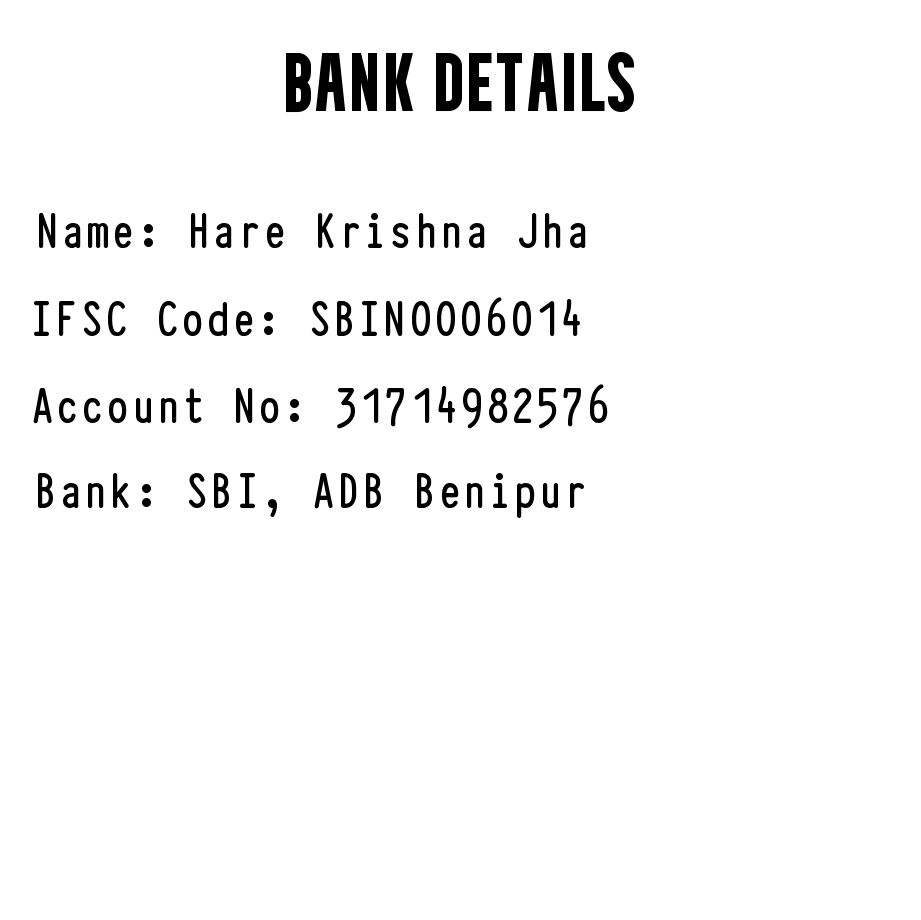 BANK DETAILS
Name: Hare Krishna Jha
IFSC Code: SBIN0006014
Account No: 31714982576
Bank: SBI, ADB Benipur